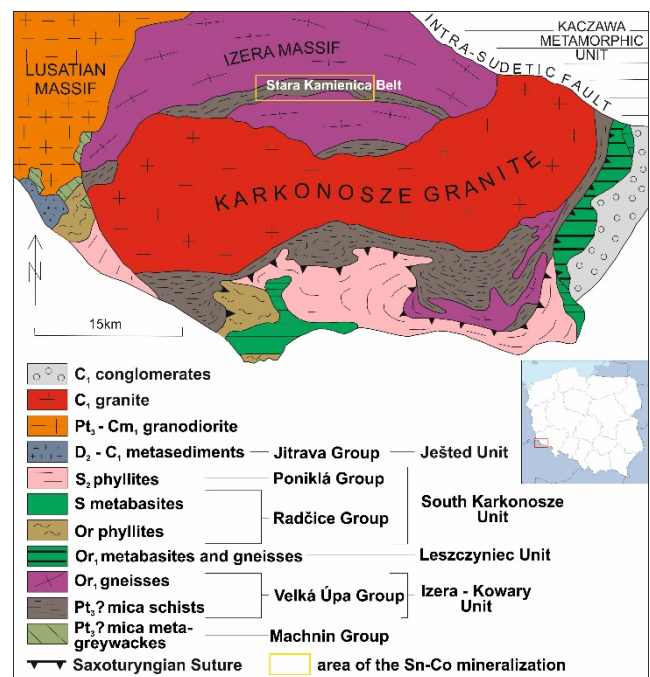 INTRA-SUDETIC FAULT
KACZAWA
METAMORPHIC
UNIT
IZERA MASSIF
LUSATIAN
MASSIF
Stara Kamienica Belt
KARKONOSZE GRANITE
N
15km
C₁ conglomerates
C₁ granite
Pt₃ - Cm₁ granodiorite
D₂ - C₁ metasediments Jitrava Group Ješted Unit
S₂ phyllites Poniklá Group
S metabasites
Radčice Group
South Karkonosze
Unit
Or phyllites
Or₁ metabasites and gneisses Leszczyniec Unit
Or₁ gneisses
Velká Úpa Group
Izera - Kowary
Unit
Pt₃? mica schists
Pt₃? mica meta-
greywackes
Machnin Group
Saxoturyngian Suture area of the Sn-Co mineralization